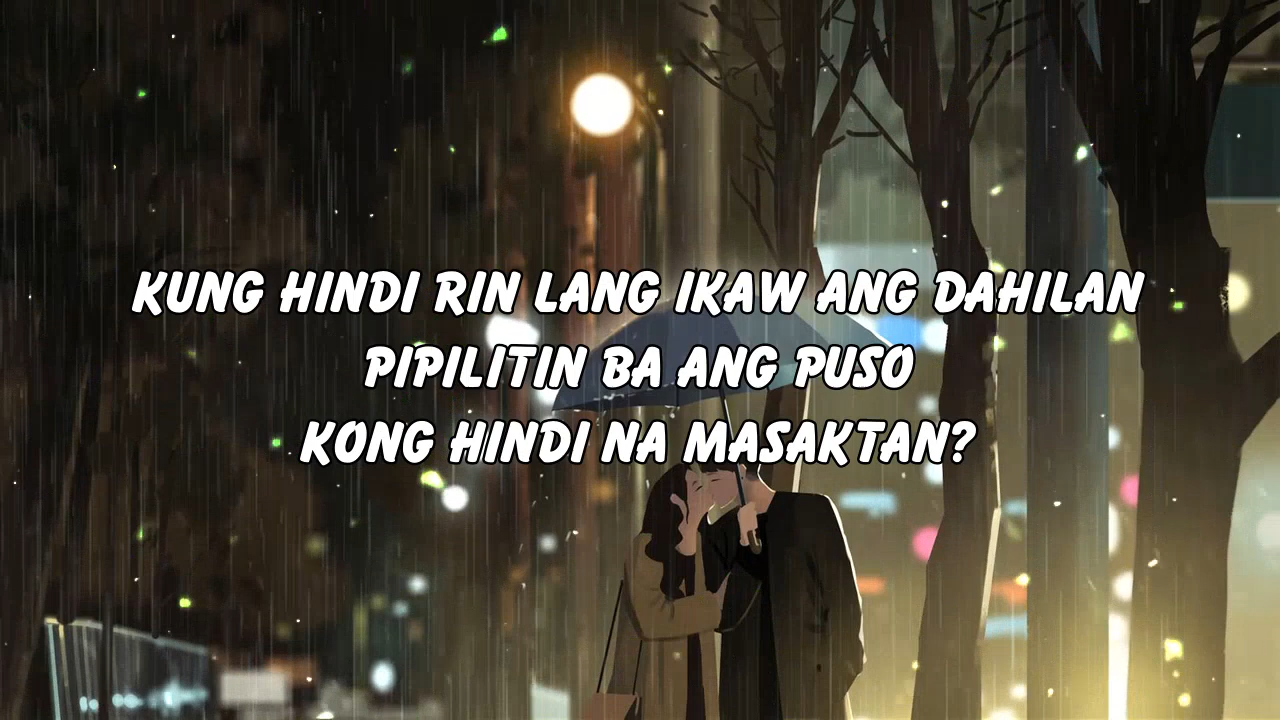 KUNG HINDI RIN LANG IKAW ANG DAHILAN
PIPILITIN BA ANG PUSO
KONG HINDI NA MASAKTAN?